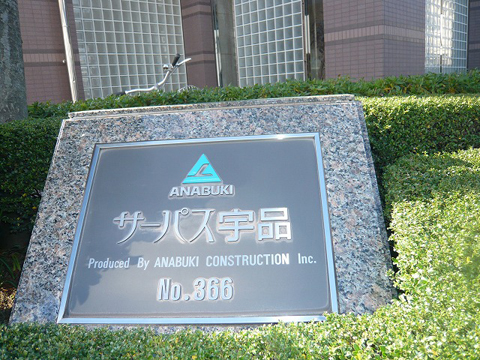 ANABUKI
サーパス宇品
Produced By ANABUKI CONSTRUCTION Inc.
No.366